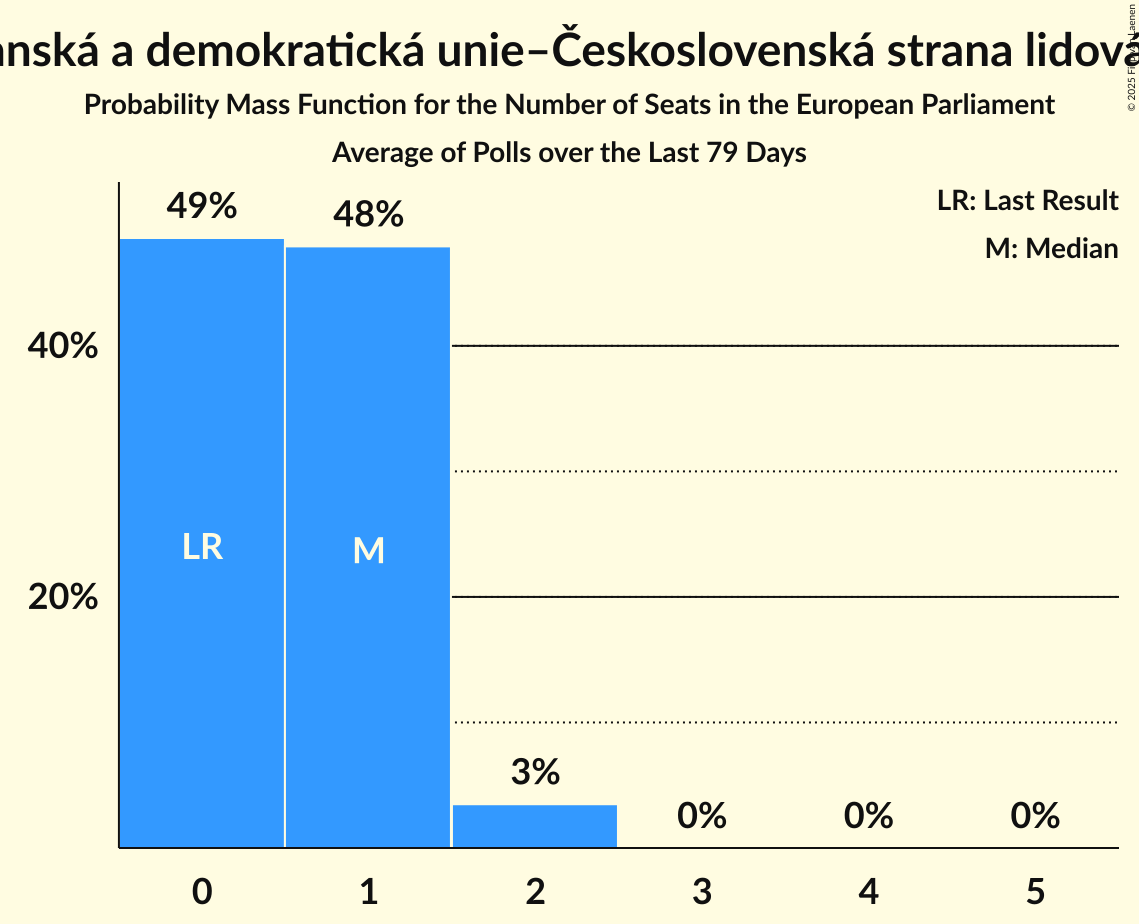 nská a demokratická unie–Československá strana lidov
Probability Mass Function for the Number of Seats in the European Parliament
Average of Polls over the Last 79 Days
LR: Last Result
M: Median
49%
48%
40%
LR
M
20%
3%
0%
0%
0%
0
1
2
3
4
5